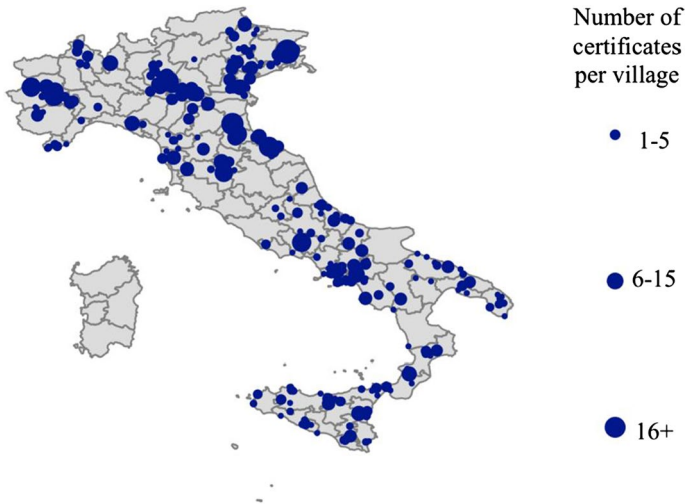 Number of
certificates
per village
1-5
6-15
16+